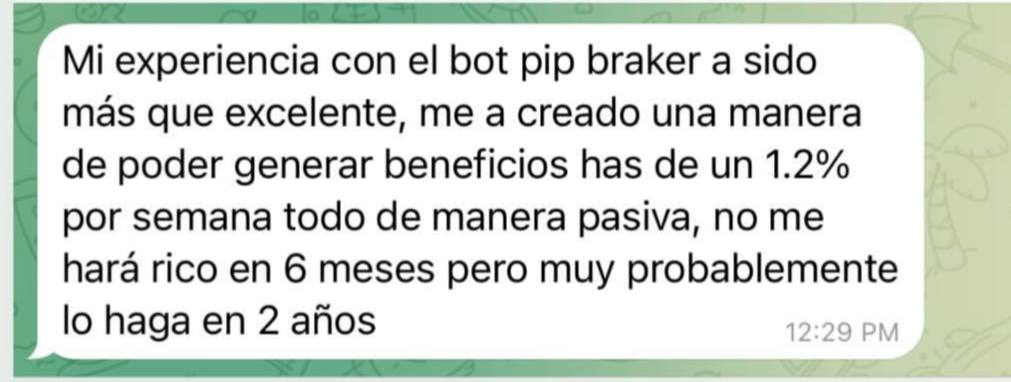 Mi experiencia con el bot pip braker a sido
más que excelente, me a creado una manera
de poder generar beneficios has de un 1.2%
por semana todo de manera pasiva, no me
hará rico en 6 meses pero muy probablemente
lo haga en 2 años
12:29 PM